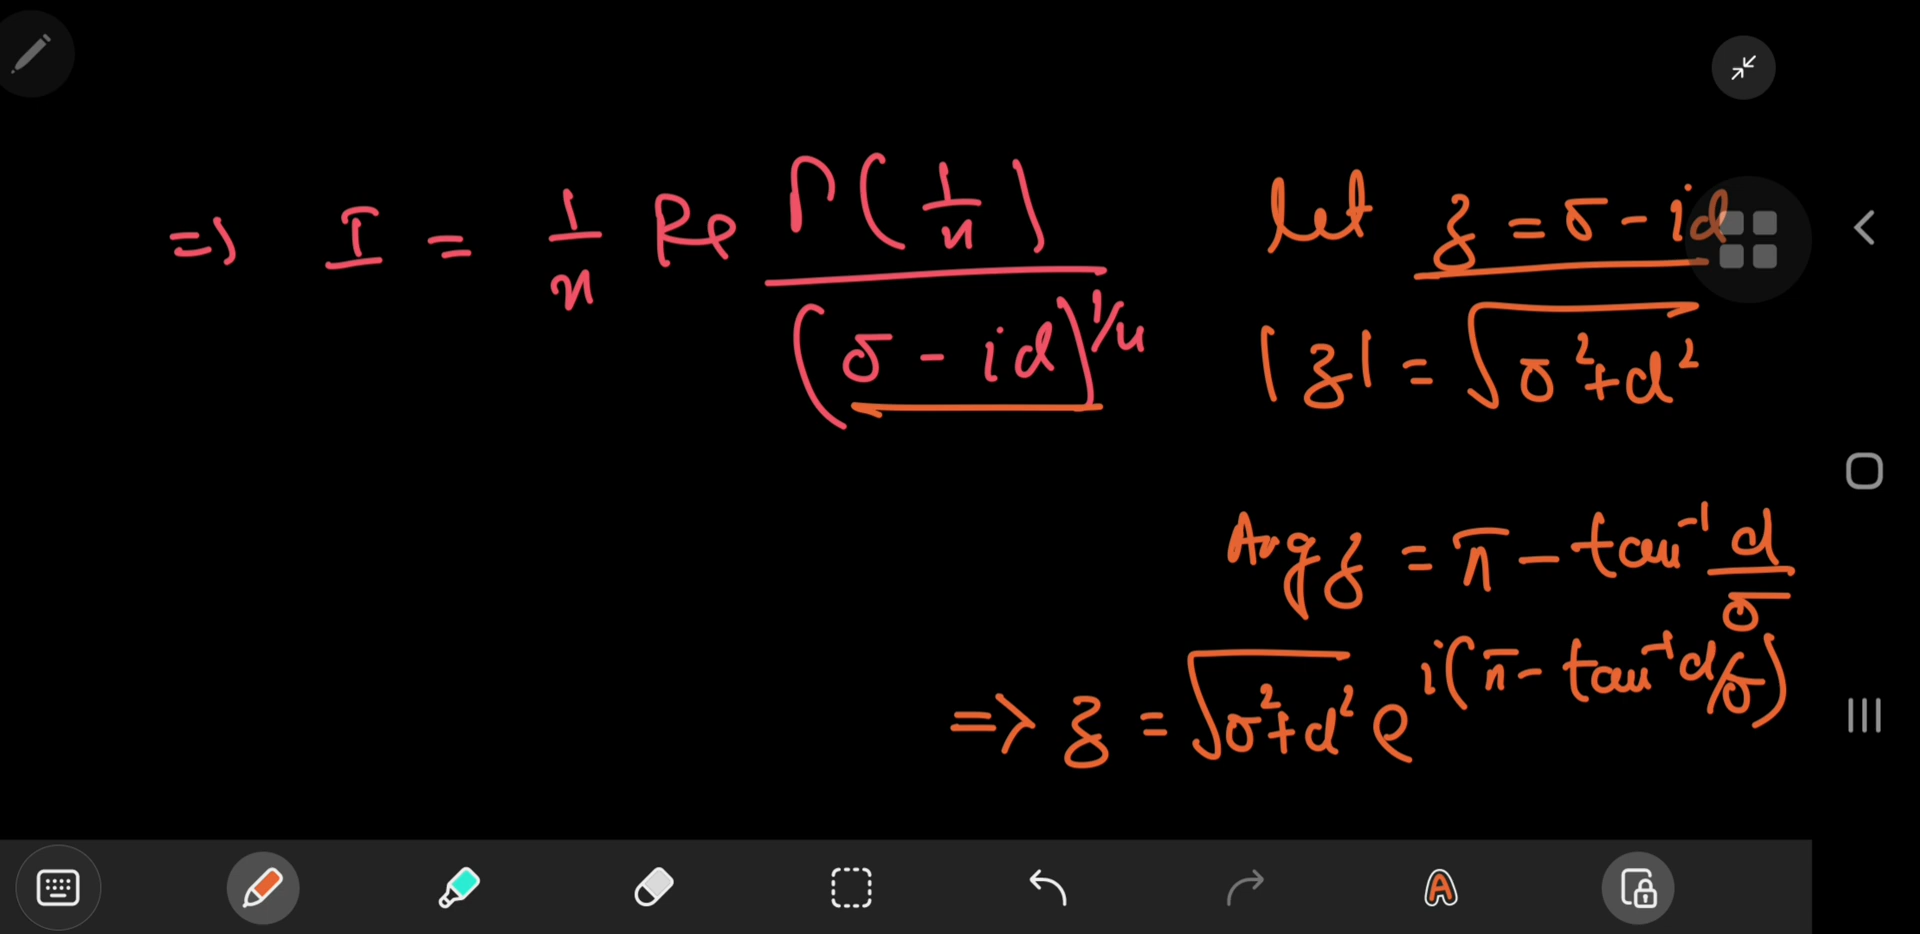 => I = 1/n Re Γ(1/n) / (σ - id)^1/n
let z = σ - id
|z| = √(σ² + d²)
Arg z = π - tan⁻¹ d/σ
=> z = √(σ² + d²) e^i(π - tan⁻¹ d/σ)
A